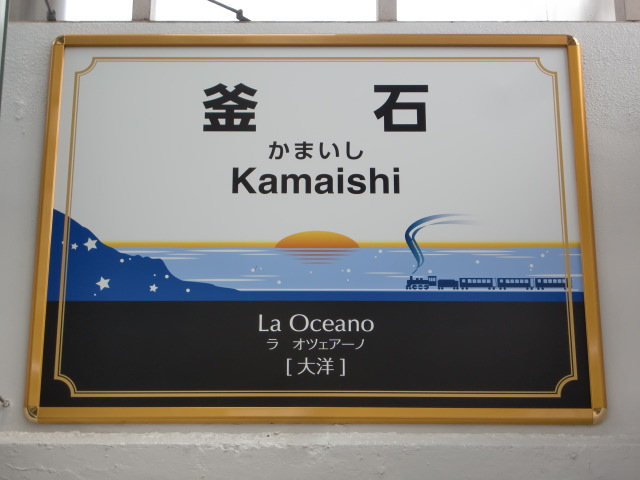 釜石
かまいし
Kamaishi
La Oceano
ラ オツェアーノ
[ 大洋 ]